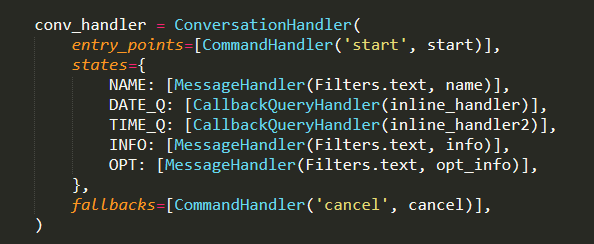 conv_handler = ConversationHandler(
    entry_points=[CommandHandler('start', start)],
    states={
        NAME: [MessageHandler(Filters.text, name)],
        DATE_Q: [CallbackQueryHandler(inline_handler)],
        TIME_Q: [CallbackQueryHandler(inline_handler2)],
        INFO: [MessageHandler(Filters.text, info)],
        OPT: [MessageHandler(Filters.text, opt_info)],
    },
    fallbacks=[CommandHandler('cancel', cancel)],
)